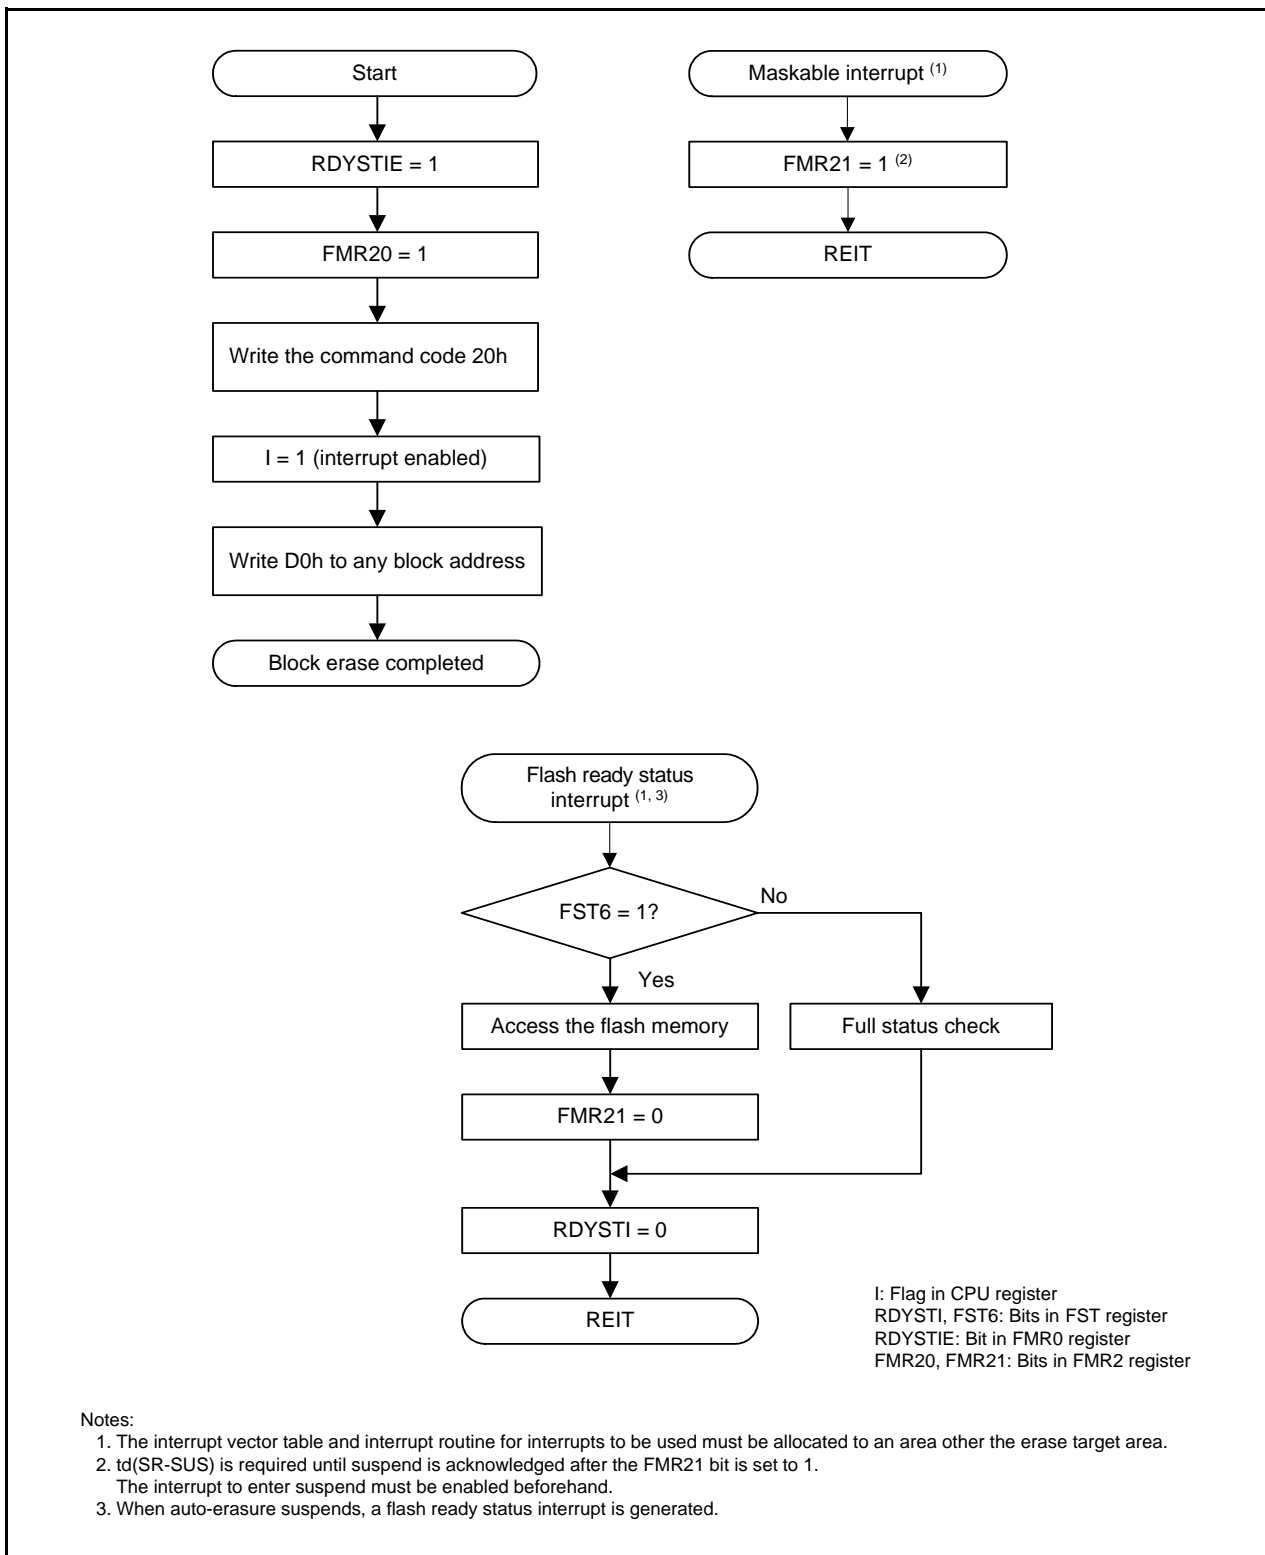 Start
RDYSTIE = 1
FMR20 = 1
Write the command code 20h
I = 1 (interrupt enabled)
Write D0h to any block address
Block erase completed
Maskable interrupt (1)
FMR21 = 1 (2)
REIT
Flash ready status
interrupt (1, 3)
FST6 = 1?
No
Yes
Access the flash memory
Full status check
FMR21 = 0
RDYSTI = 0
REIT
I: Flag in CPU register
RDYSTI, FST6: Bits in FST register
RDYSTIE: Bit in FMR0 register
FMR20, FMR21: Bits in FMR2 register
Notes:
1. The interrupt vector table and interrupt routine for interrupts to be used must be allocated to an area other the erase target area.
2. td(SR-SUS) is required until suspend is acknowledged after the FMR21 bit is set to 1.
The interrupt to enter suspend must be enabled beforehand.
3. When auto-erasure suspends, a flash ready status interrupt is generated.